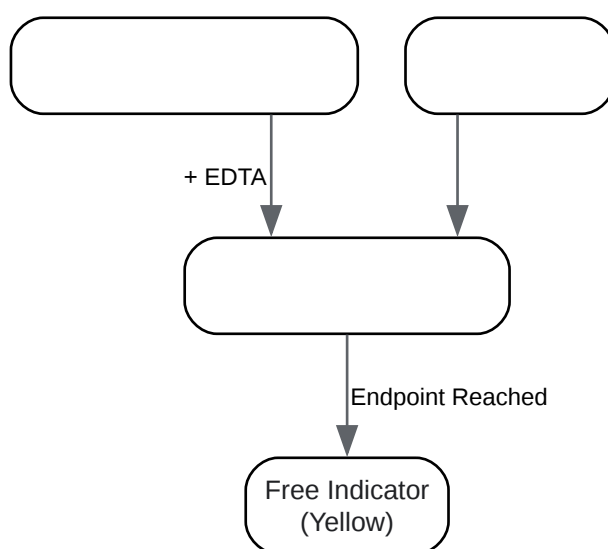 + EDTA
Endpoint Reached
Free Indicator
(Yellow)